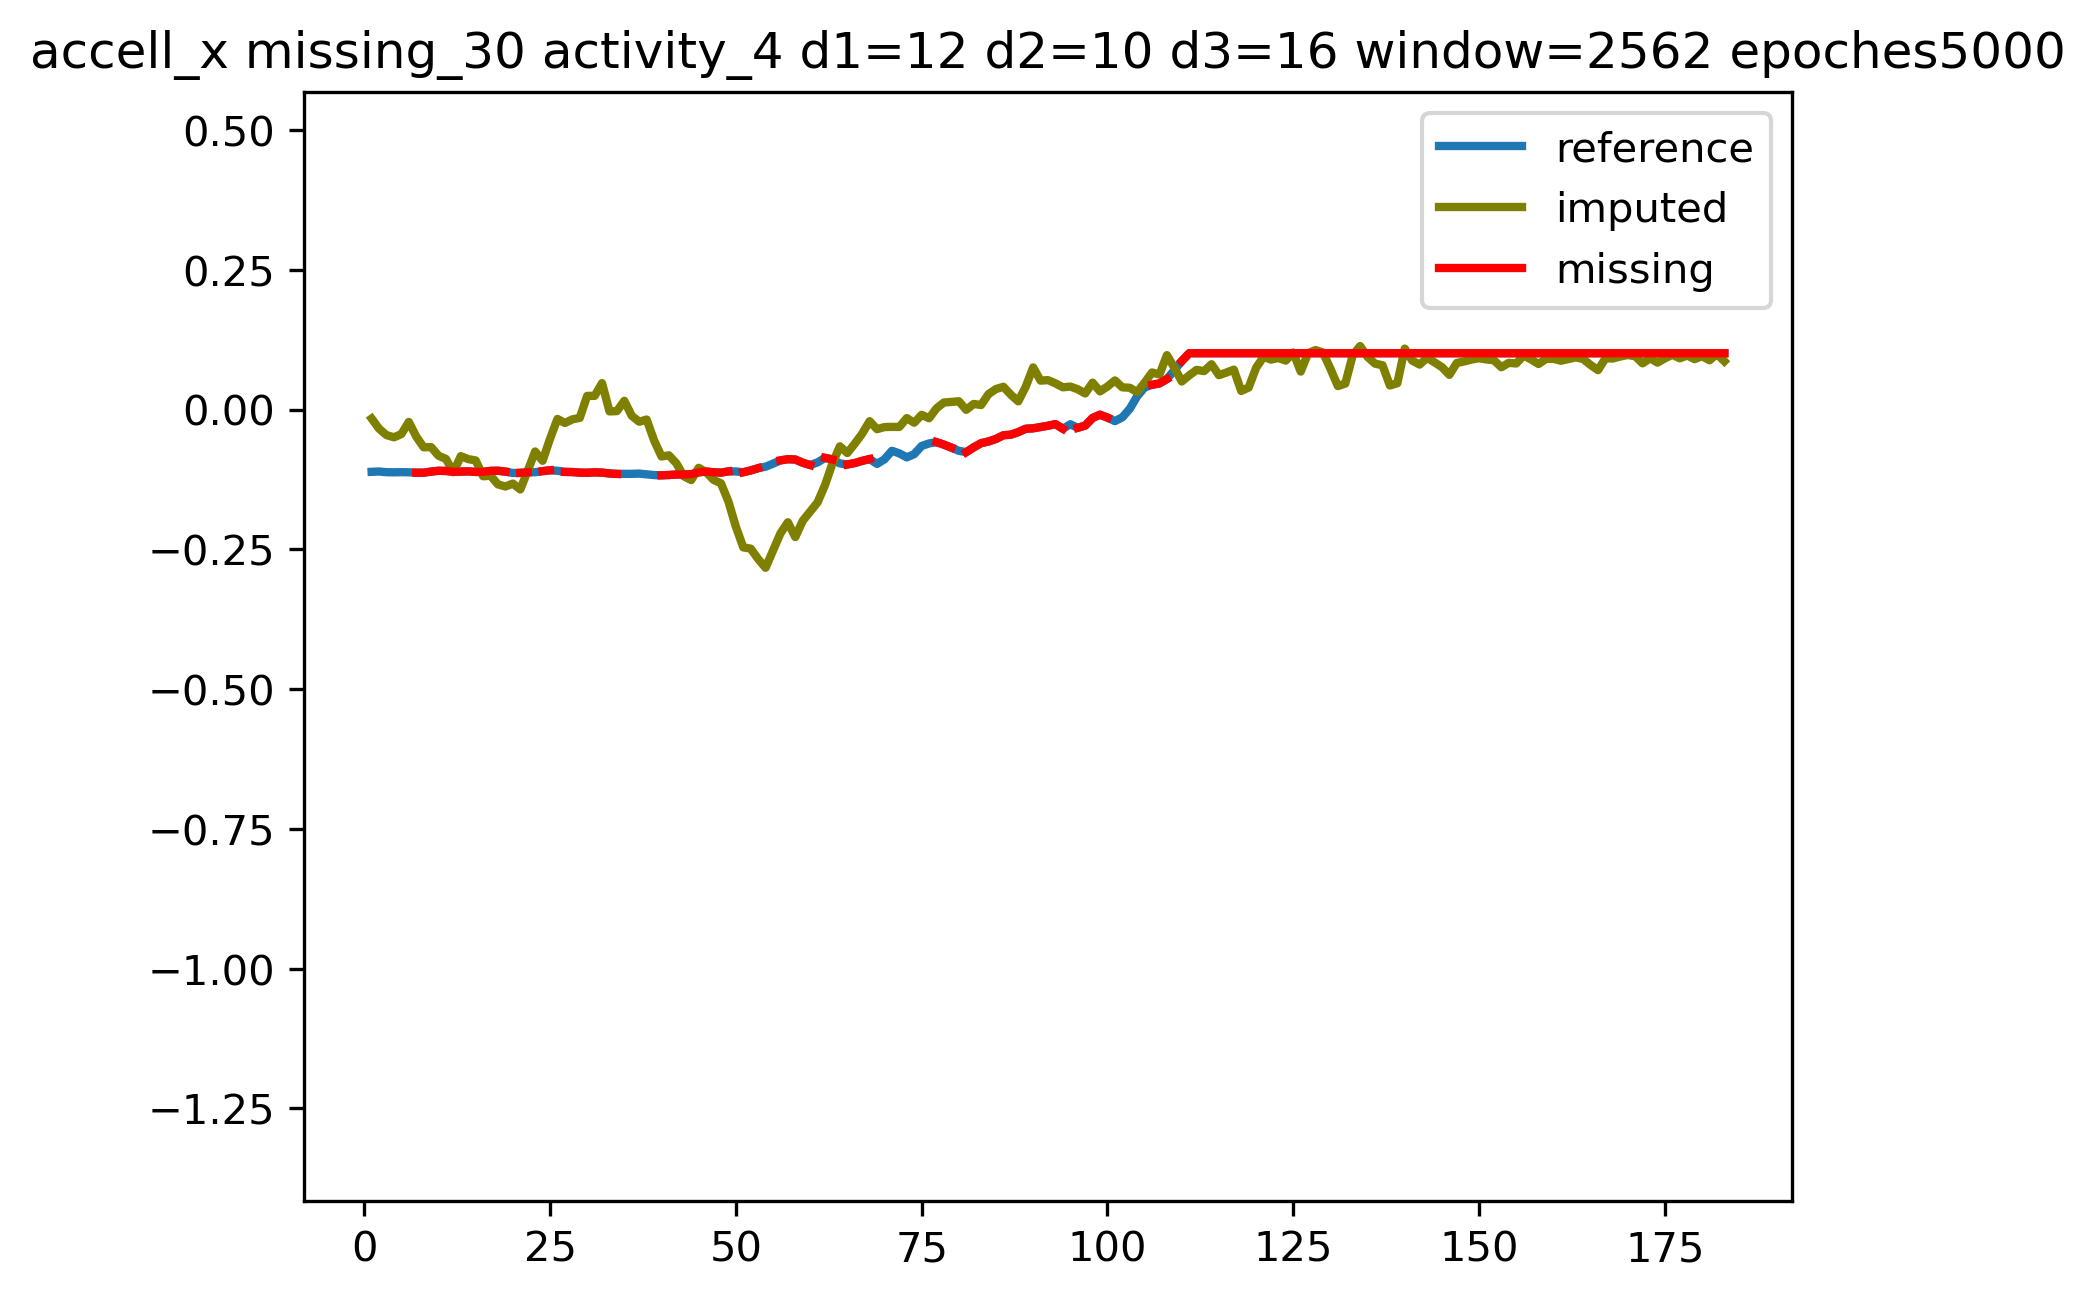 accell_x missing_30 activity_4 d1=12 d2=10 d3=16 window=2562 epoches5000
reference
imputed
missing
0.50
0.25
0.00
−0.25
−0.50
−0.75
−1.00
−1.25
0 25 50 75 100 125 150 175